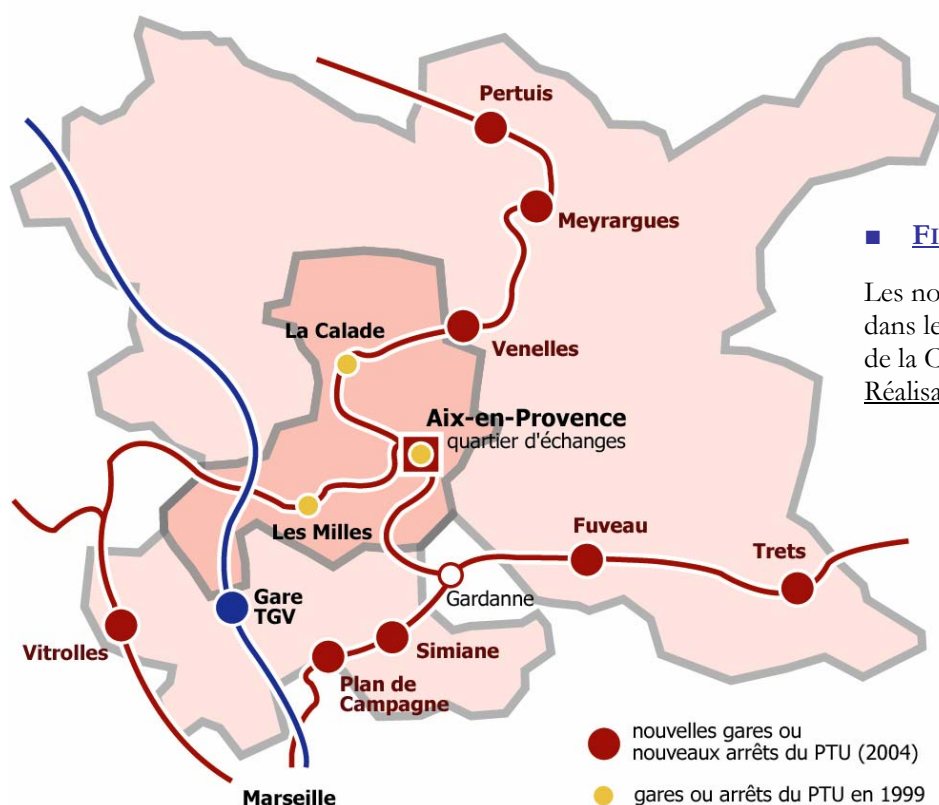 Pertuis
Meyrargues
■ FI
Les no
dans le
de la C
Réalisa
La Calade
Venelles
Aix-en-Provence
quartier d'échanges
Les Milles
Fuveau
Trets
Gare
TGV
Gardanne
Vitrolles
Simiane
Plan de
Campagne
nouvelles gares ou
nouveaux arrêts du PTU (2004)
gares ou arrêts du PTU en 1999
Marseille